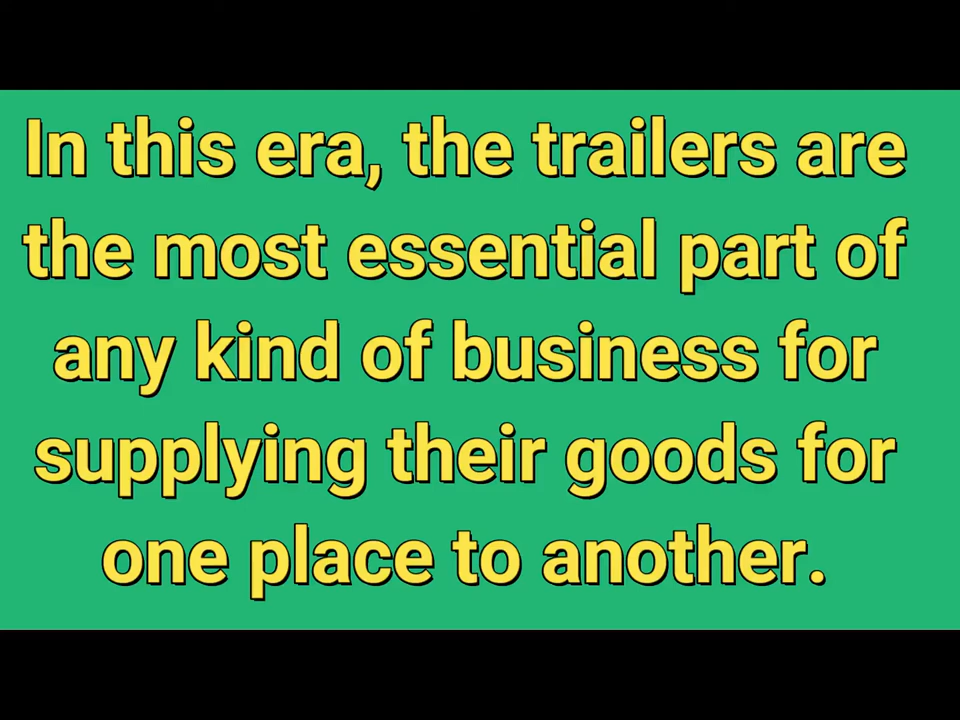 In this era, the trailers are
the most essential part of
any kind of business for
supplying their goods for
one place to another.